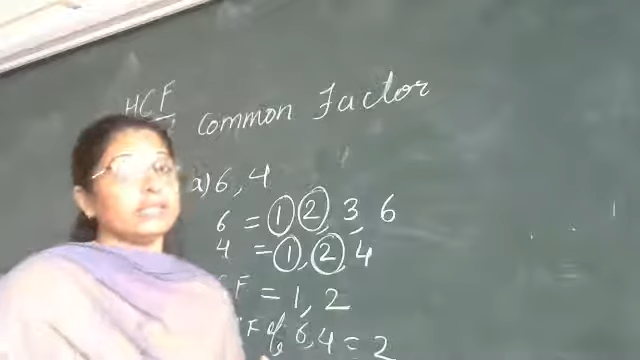 HCF
Common Factor
a) 6, 4
6 = 1, 2, 3, 6
4 = 1, 2, 4
F = 1, 2
F of 6, 4 = 2